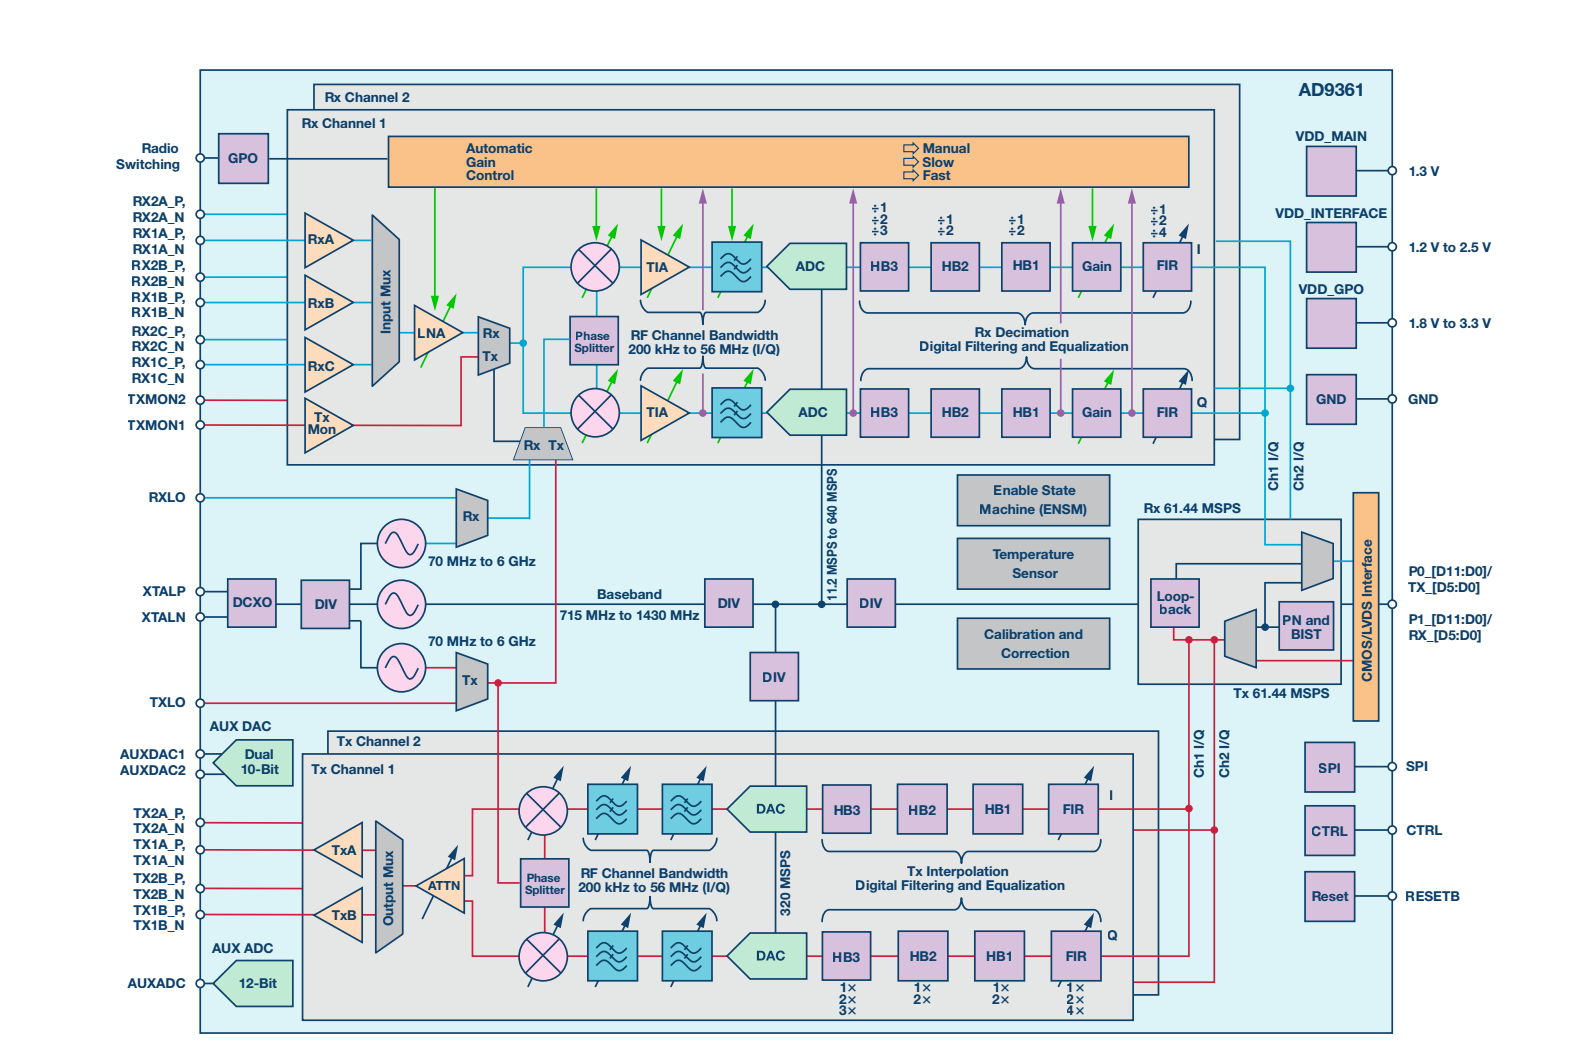 AD9361
Rx Channel 2
Rx Channel 1
Radio
Switching
GPO
Automatic
Gain
Control
Manual
Slow
Fast
VDD_MAIN
1.3 V
RX2A_P,
RX2A_N
RX1A_P,
RX1A_N
RX2B_P,
RX2B_N
RX1B_P,
RX1B_N
RX2C_P,
RX2C_N
RX1C_P,
RX1C_N
TXMON2
TXMON1
RxA
RxB
RxC
Tx
Mon
Input Mux
LNA
Rx
Tx
Phase
Splitter
Rx Tx
TIA
ADC
÷1
÷2
÷3
HB3
÷1
÷2
HB2
÷1
÷2
HB1
Gain
÷1
÷2
÷4
FIR
I
RF Channel Bandwidth
200 kHz to 56 MHz (I/Q)
Rx Decimation
Digital Filtering and Equalization
TIA
ADC
HB3
HB2
HB1
Gain
FIR
Q
VDD_INTERFACE
1.2 V to 2.5 V
VDD_GPO
1.8 V to 3.3 V
GND
GND
Ch1 I/Q
Ch2 I/Q
RXLO
Rx
70 MHz to 6 GHz
XTALP
XTALN
DCXO
DIV
Baseband
715 MHz to 1430 MHz
DIV
11.2 MSPS to 640 MSPS
DIV
DIV
70 MHz to 6 GHz
Tx
TXLO
Enable State
Machine (ENSM)
Temperature
Sensor
Calibration and
Correction
Rx 61.44 MSPS
Loop-
back
PN and
BIST
Tx 61.44 MSPS
CMOS/LVDS Interface
P0_[D11:D0]/
TX_[D5:D0]
P1_[D11:D0]/
RX_[D5:D0]
AUX DAC
AUXDAC1
AUXDAC2
Dual
10-Bit
Tx Channel 2
Tx Channel 1
TX2A_P,
TX2A_N
TX1A_P,
TX1A_N
TX2B_P,
TX2B_N
TX1B_P,
TX1B_N
TxA
TxB
Output Mux
ATTN
Phase
Splitter
RF Channel Bandwidth
200 kHz to 56 MHz (I/Q)
DAC
320 MSPS
HB3
HB2
HB1
FIR
I
Tx Interpolation
Digital Filtering and Equalization
DAC
HB3
HB2
HB1
FIR
Q
1×
2×
3×
1×
2×
1×
2×
1×
2×
4×
Ch1 I/Q
Ch2 I/Q
SPI
SPI
CTRL
CTRL
Reset
RESETB
AUX ADC
AUXADC
12-Bit